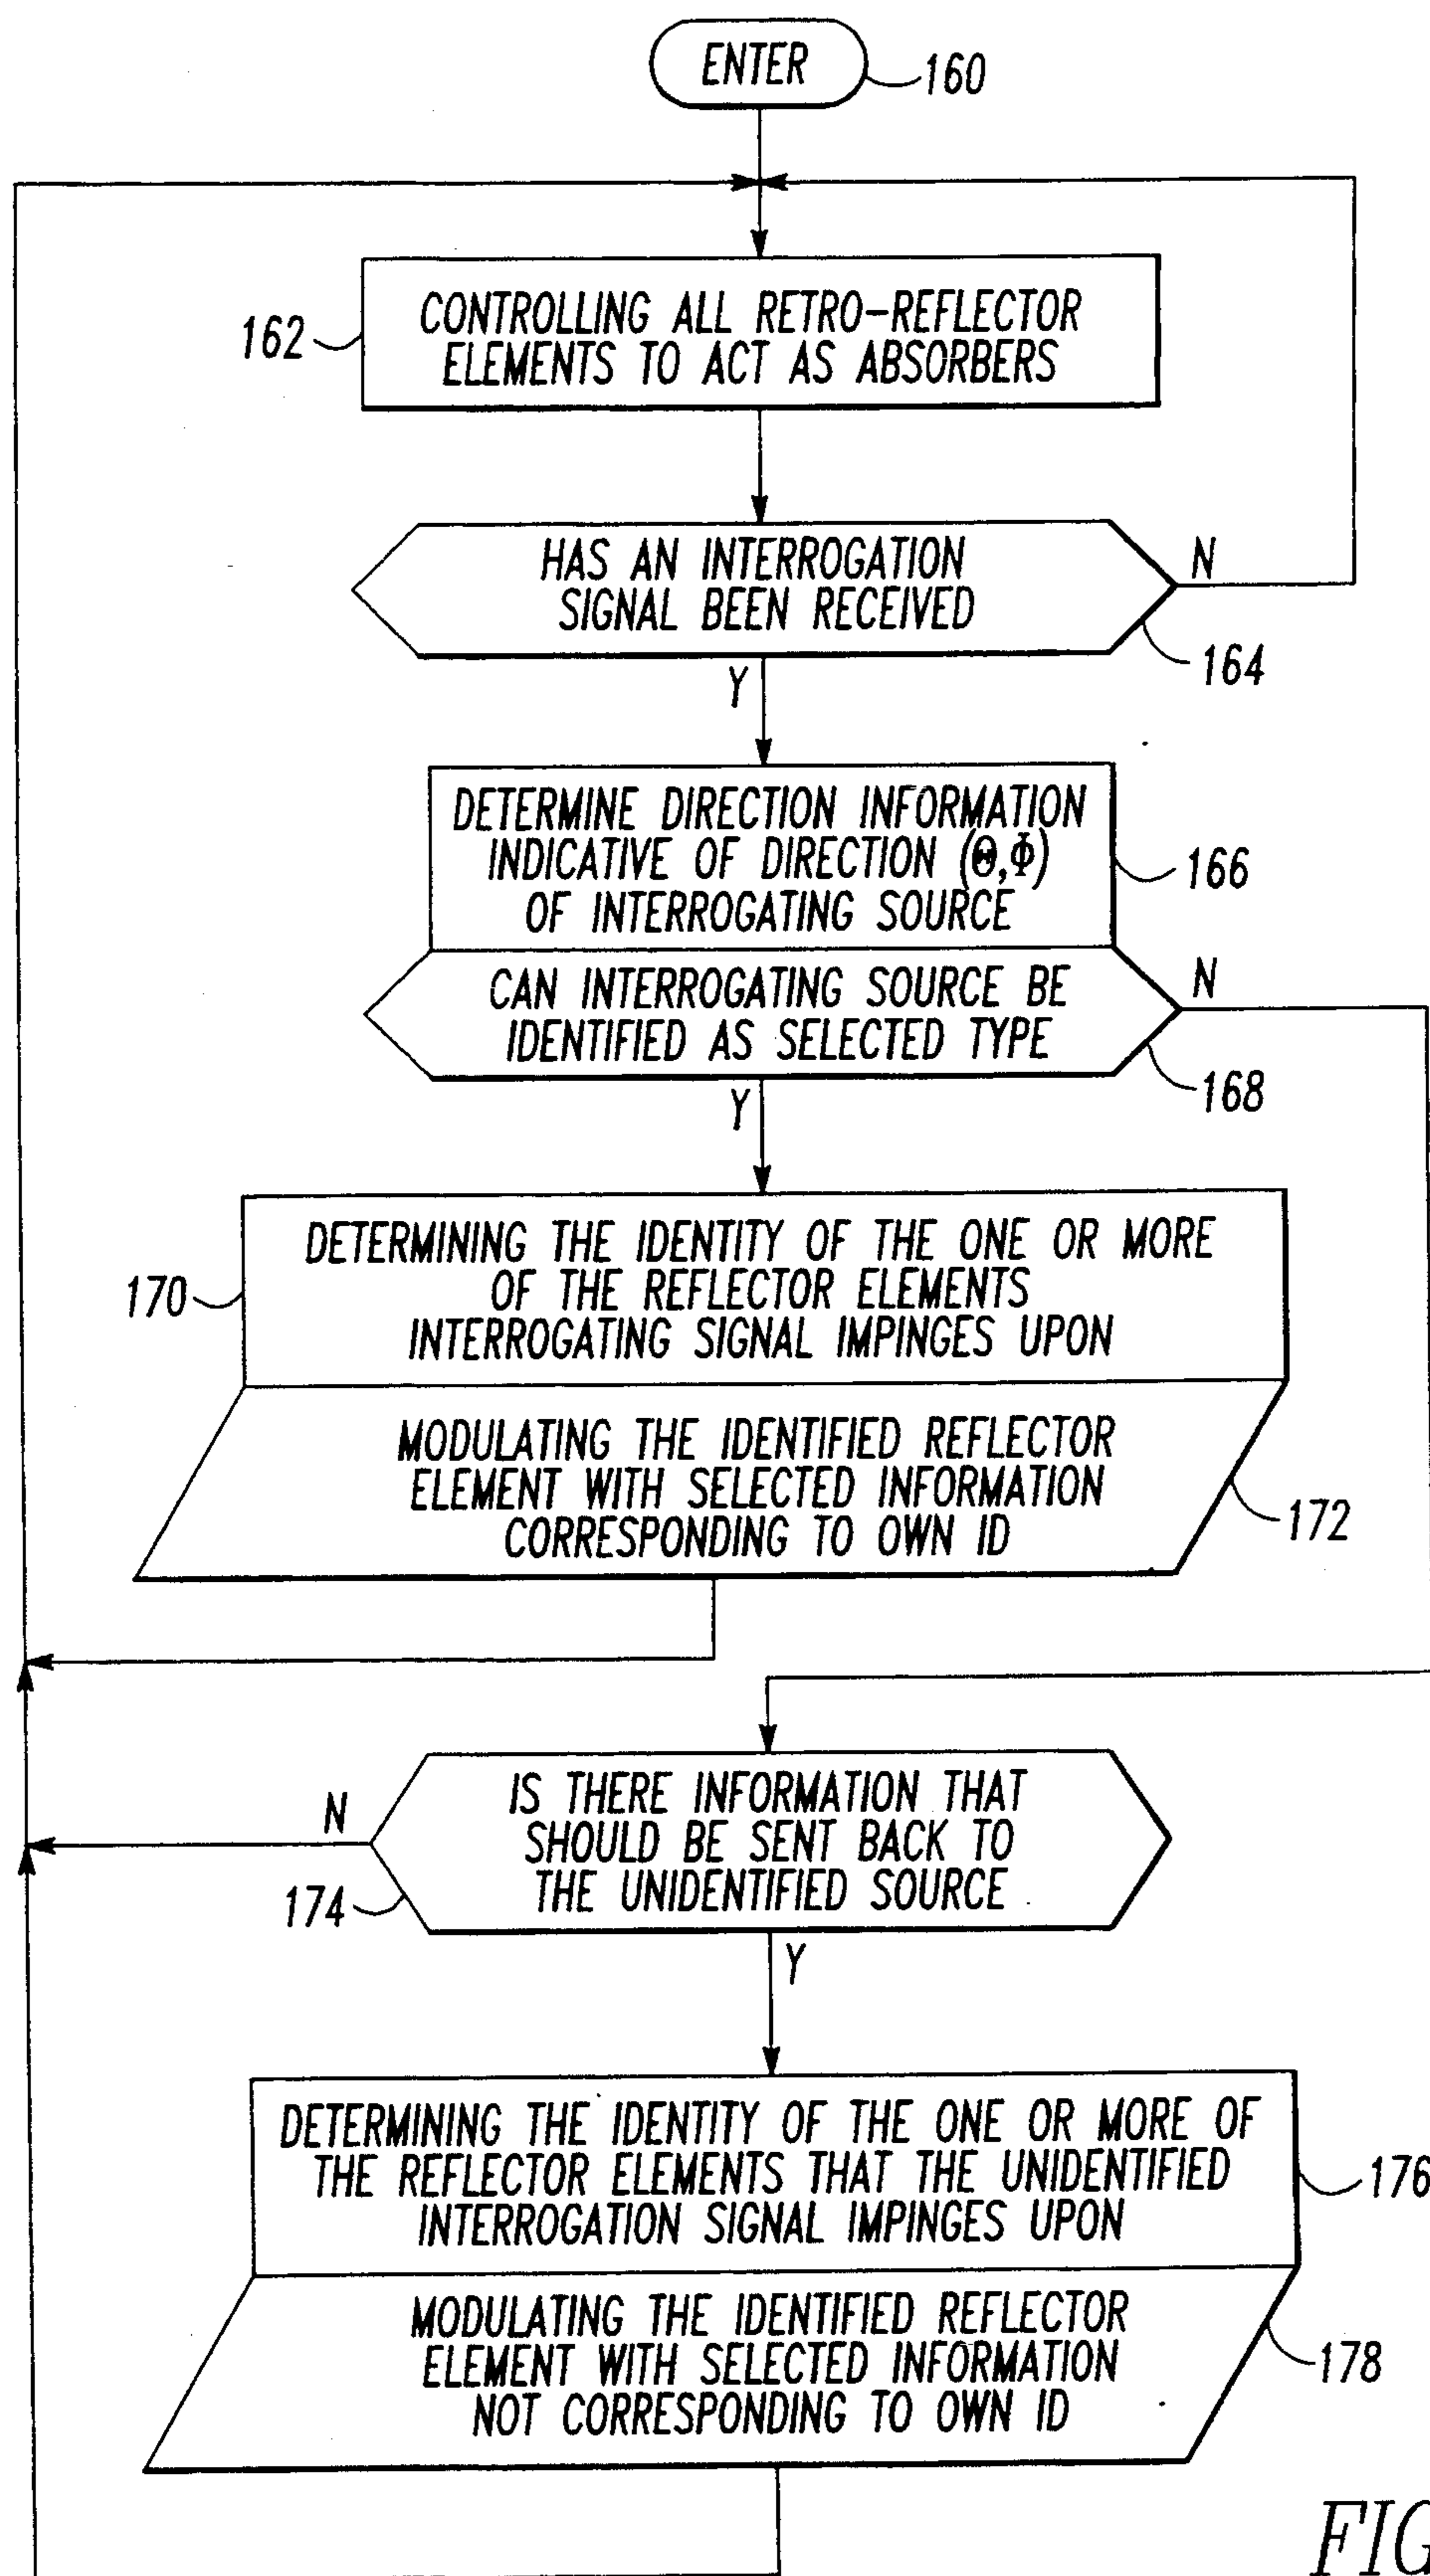 ENTER
160
CONTROLLING ALL RETRO-REFLECTOR
ELEMENTS TO ACT AS ABSORBERS
162
HAS AN INTERROGATION
SIGNAL BEEN RECEIVED
N
164
Y
DETERMINE DIRECTION INFORMATION
INDICATIVE OF DIRECTION (Θ,Φ)
OF INTERROGATING SOURCE
166
CAN INTERROGATING SOURCE BE
IDENTIFIED AS SELECTED TYPE
N
168
Y
DETERMINING THE IDENTITY OF THE ONE OR MORE
OF THE REFLECTOR ELEMENTS
INTERROGATING SIGNAL IMPINGES UPON
170
MODULATING THE IDENTIFIED REFLECTOR
ELEMENT WITH SELECTED INFORMATION
CORRESPONDING TO OWN ID
172
IS THERE INFORMATION THAT
SHOULD BE SENT BACK TO
THE UNIDENTIFIED SOURCE
N
174
Y
DETERMINING THE IDENTITY OF THE ONE OR MORE OF
THE REFLECTOR ELEMENTS THAT THE UNIDENTIFIED
INTERROGATION SIGNAL IMPINGES UPON
176
MODULATING THE IDENTIFIED REFLECTOR
ELEMENT WITH SELECTED INFORMATION
NOT CORRESPONDING TO OWN ID
178
FIG